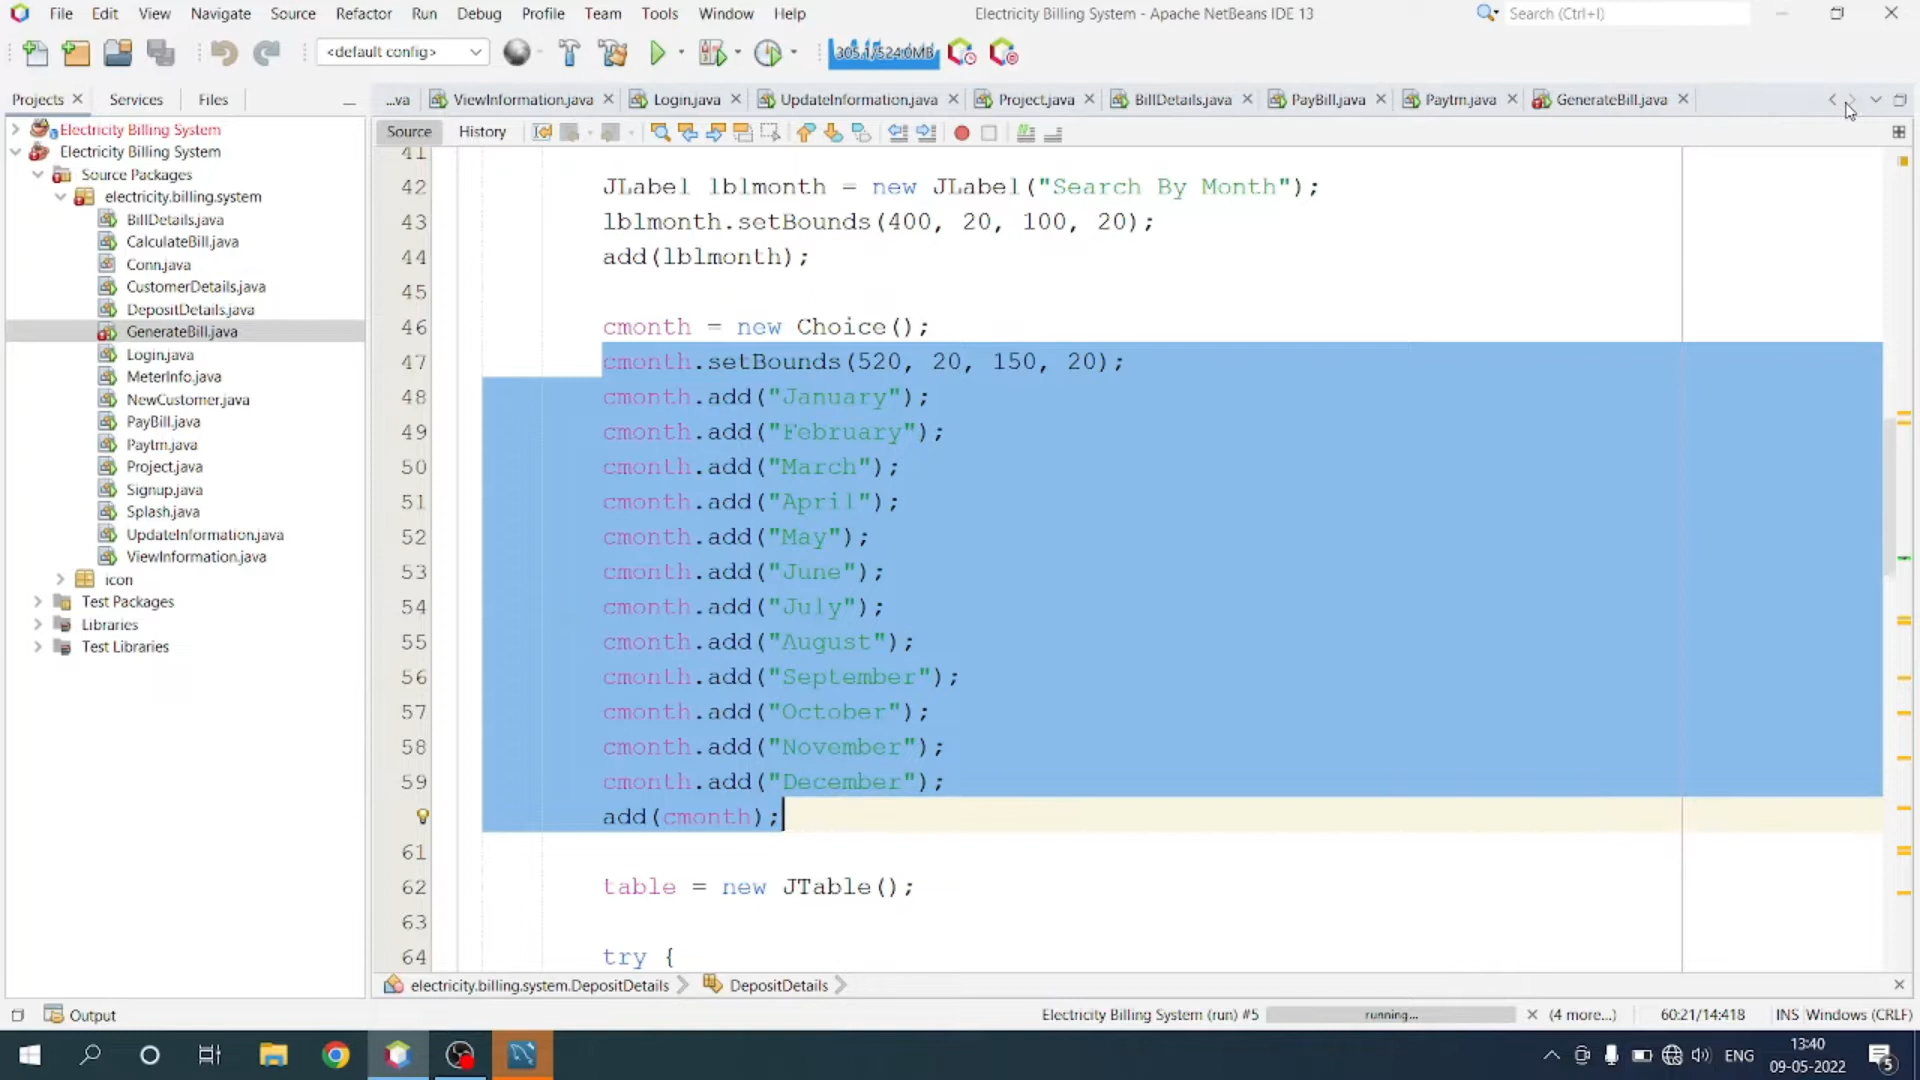 File Edit View Navigate Source Refactor Run Debug Profile Team Tools Window Help
Electricity Billing System - Apache NetBeans IDE 13
Search (Ctrl+I)
<default config>
305.1/524.0MB
Projects Services Files
...va ViewInformation.java Login.java UpdateInformation.java Project.java BillDetails.java PayBill.java Paytm.java GenerateBill.java
Source History
Electricity Billing System
Electricity Billing System
Source Packages
electricity.billing.system
BillDetails.java
CalculateBill.java
Conn.java
CustomerDetails.java
DepositDetails.java
GenerateBill.java
Login.java
MeterInfo.java
NewCustomer.java
PayBill.java
Paytm.java
Project.java
Signup.java
Splash.java
UpdateInformation.java
ViewInformation.java
icon
Test Packages
Libraries
Test Libraries
41
42 JLabel lblmonth = new JLabel("Search By Month");
43 lblmonth.setBounds(400, 20, 100, 20);
44 add(lblmonth);
45
46 cmonth = new Choice();
47 cmonth.setBounds(520, 20, 150, 20);
48 cmonth.add("January");
49 cmonth.add("February");
50 cmonth.add("March");
51 cmonth.add("April");
52 cmonth.add("May");
53 cmonth.add("June");
54 cmonth.add("July");
55 cmonth.add("August");
56 cmonth.add("September");
57 cmonth.add("October");
58 cmonth.add("November");
59 cmonth.add("December");
add(cmonth);
61
62 table = new JTable();
63
64 try {
electricity.billing.system.DepositDetails DepositDetails
Output
Electricity Billing System (run) #5 running... (4 more...) 60:21/14:418 INS Windows (CRLF)
ENG
13:40
09-05-2022
5